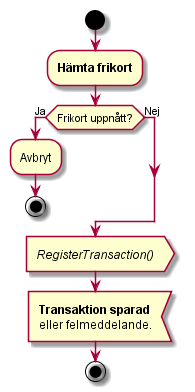 Hämta frikort
Ja
Frikort uppnått?
Nej
Avbryt
RegisterTransaction()
Transaktion sparad
eller felmeddelande.